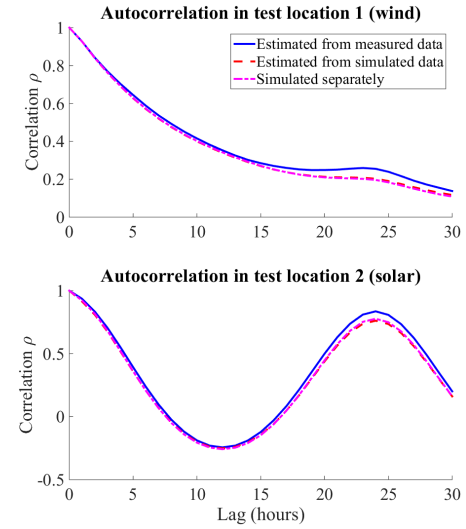 Autocorrelation in test location 1 (wind)
Correlation ρ
1
0.8
0.6
0.4
0.2
0
Estimated from measured data
Estimated from simulated data
Simulated separately
0 5 10 15 20 25 30
Autocorrelation in test location 2 (solar)
Correlation ρ
1
0.5
0
-0.5
0 5 10 15 20 25 30
Lag (hours)